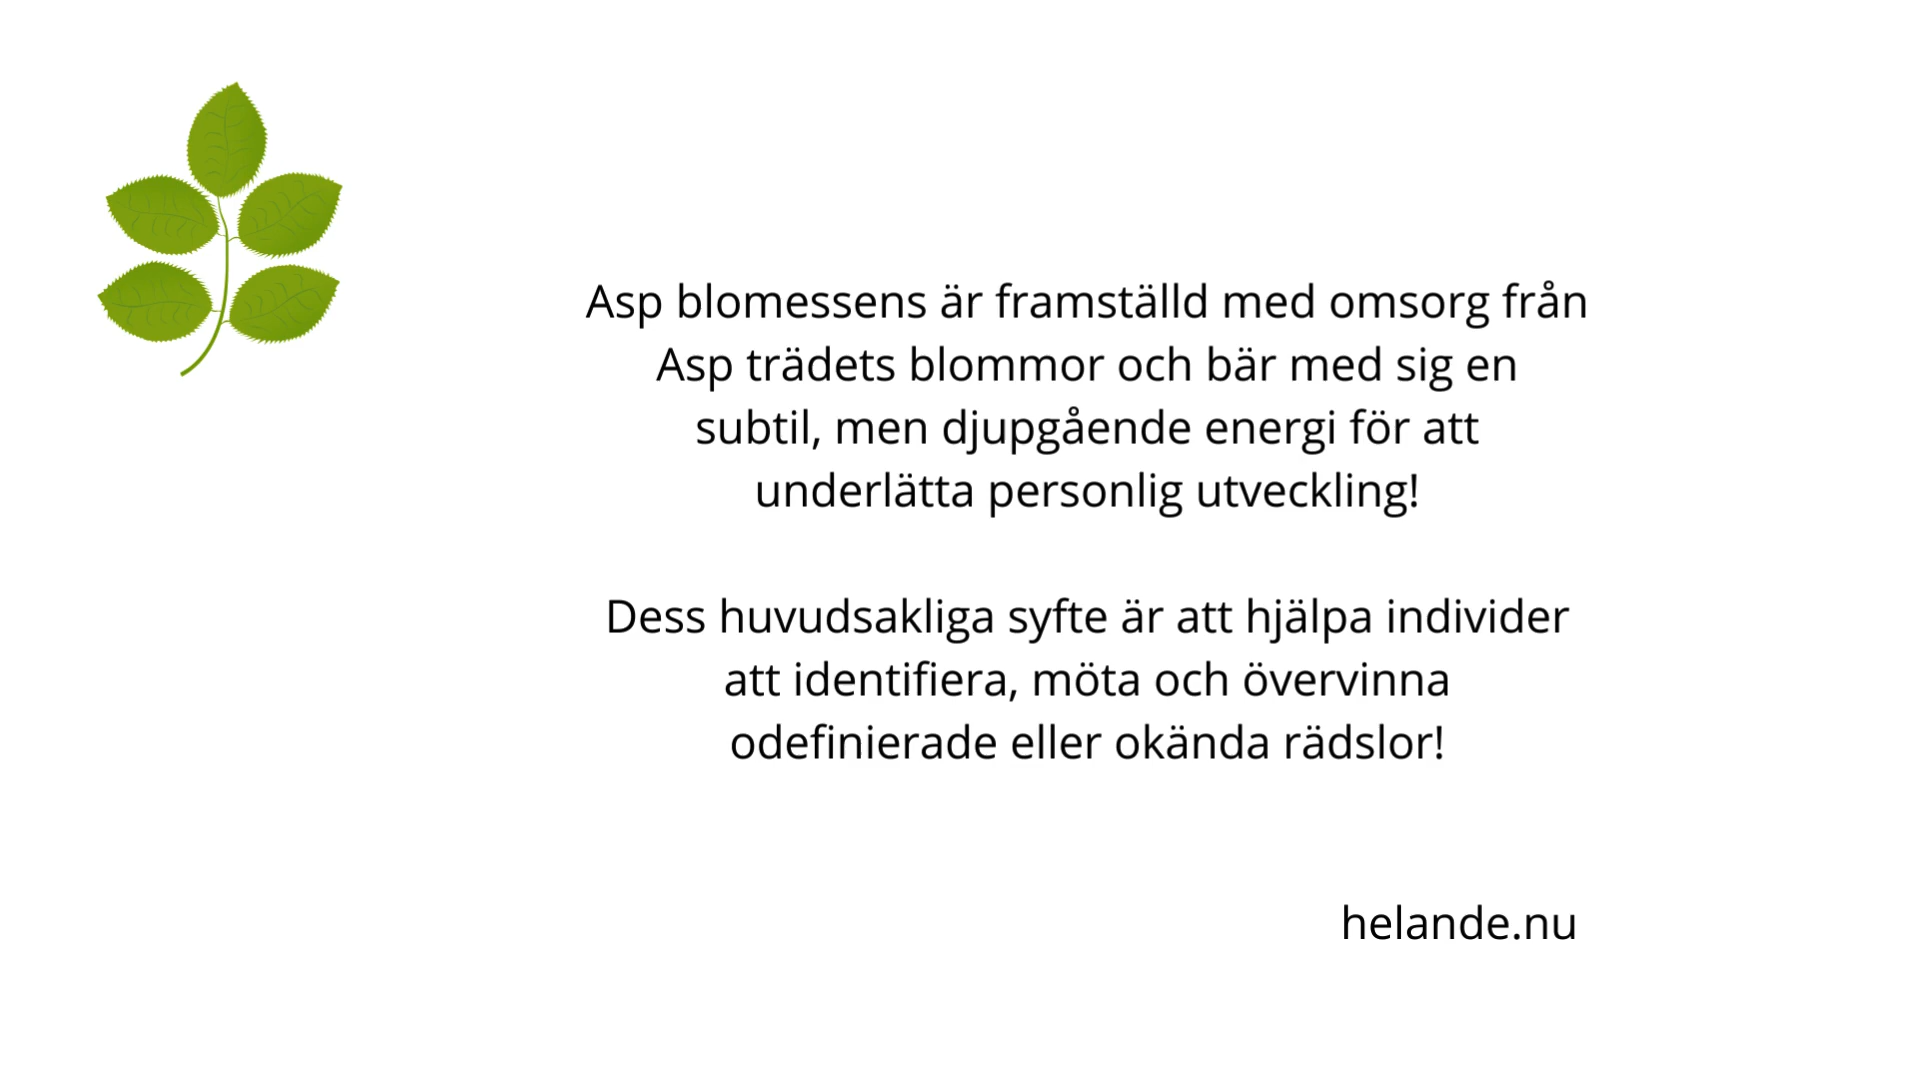 Asp blomessens är framställd med omsorg från
Asp trädets blommor och bär med sig en
subtil, men djupgående energi för att
underlätta personlig utveckling!
Dess huvudsakliga syfte är att hjälpa individer
att identifiera, möta och övervinna
odefinierade eller okända rädslor!
helande.nu